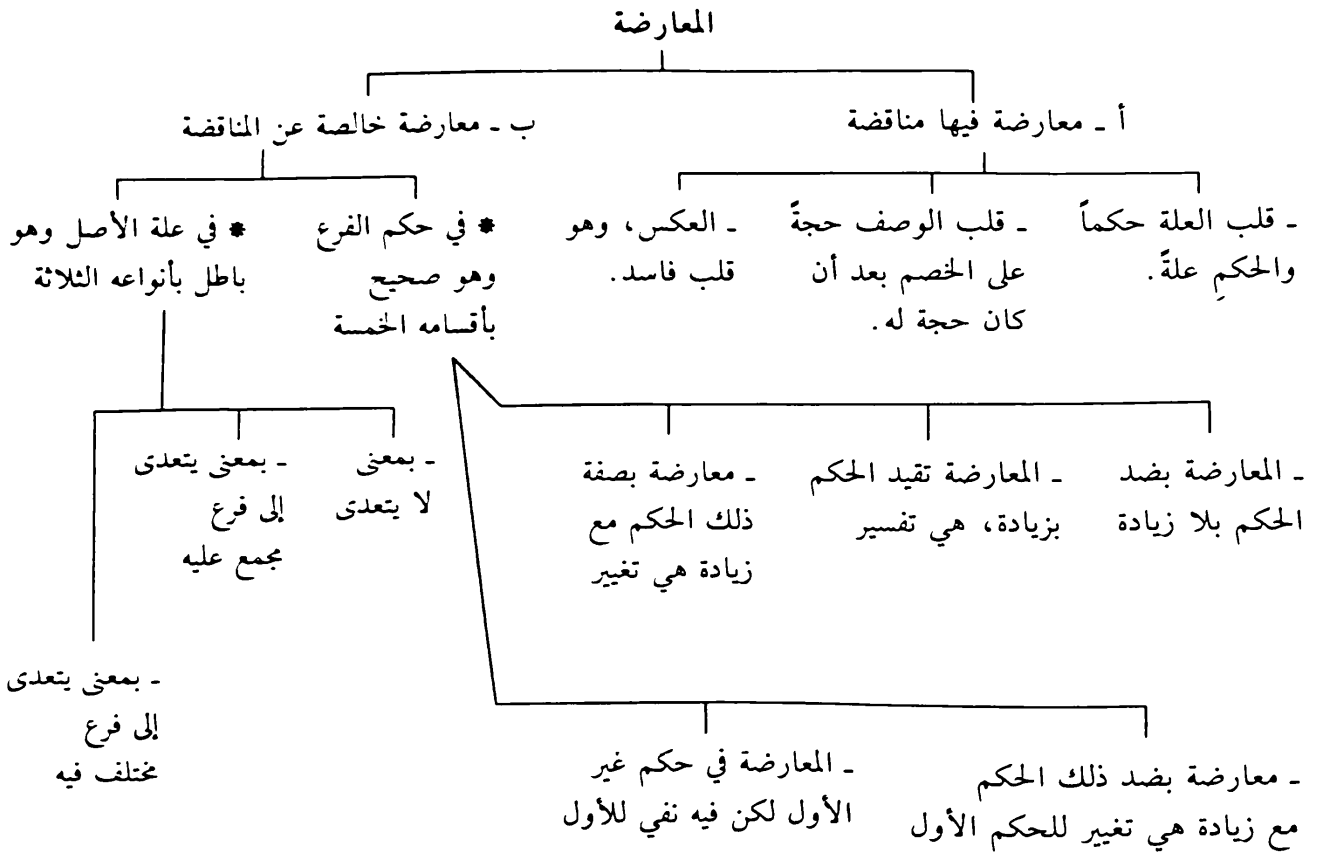 المعارضة
أ ـ معارضة فيها مناقضة
ب ـ معارضة خالصة عن المناقضة
ـ قلب العلة حكماً
والحكمِ علةً.
ـ قلب الوصف حجةً
على الخصم بعد أن
كان حجة له.
ـ العكس، وهو
قلب فاسد.
* في حكم الفرع
وهو صحيح
بأقسامه الخمسة
* في علة الأصل وهو
باطل بأنواعه الثلاثة
ـ المعارضة بضد
الحكم بلا زيادة
ـ المعارضة تقيد الحكم
بزيادة، هي تفسير
ـ معارضة بصفة
ذلك الحكم مع
زيادة هي تغيير
ـ بمعنى
لا يتعدى
ـ بمعنى يتعدى
إلى فرع
مجمع عليه
ـ بمعنى يتعدى
إلى فرع
مختلف فيه
ـ معارضة بضد ذلك الحكم
مع زيادة هي تغيير للحكم الأول
ـ المعارضة في حكم غير
الأول لكن فيه نفي للأول